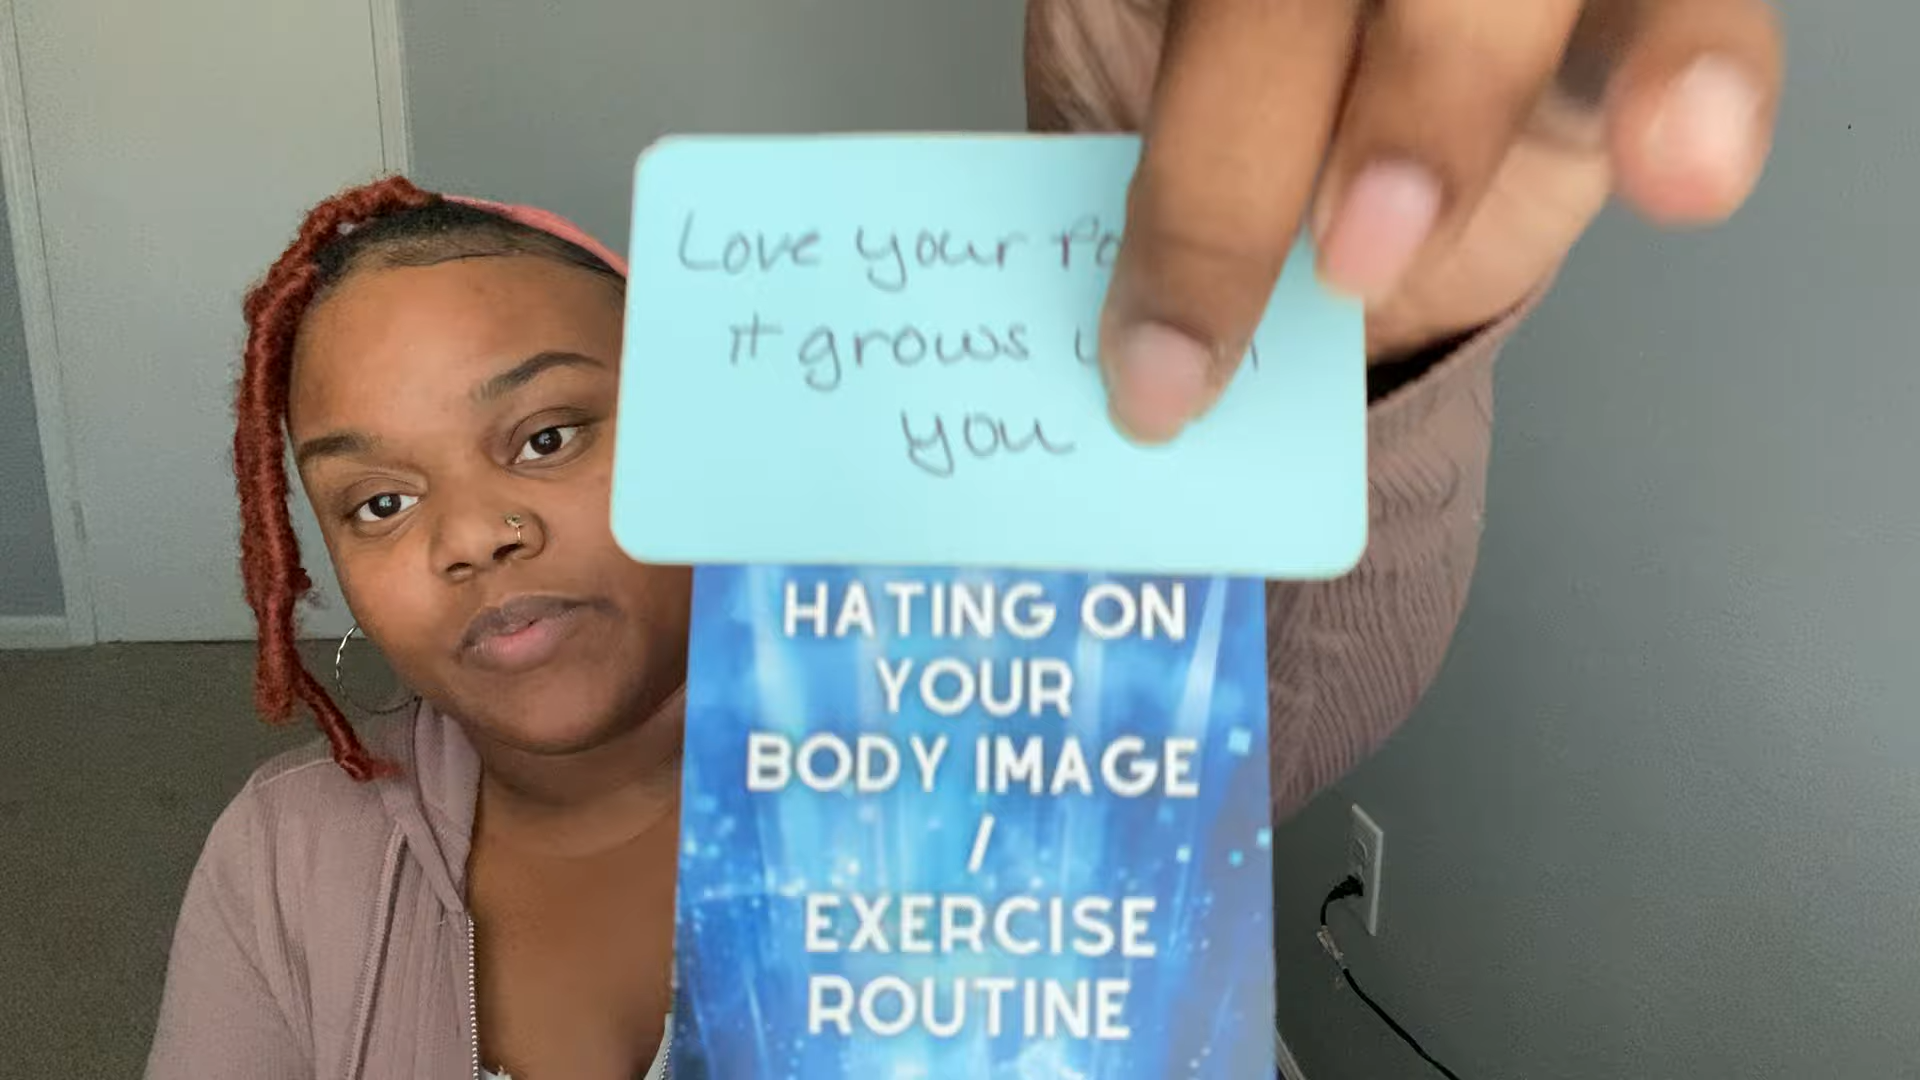 Love your
it grows
you
HATING ON
YOUR
BODY IMAGE
/
EXERCISE
ROUTINE